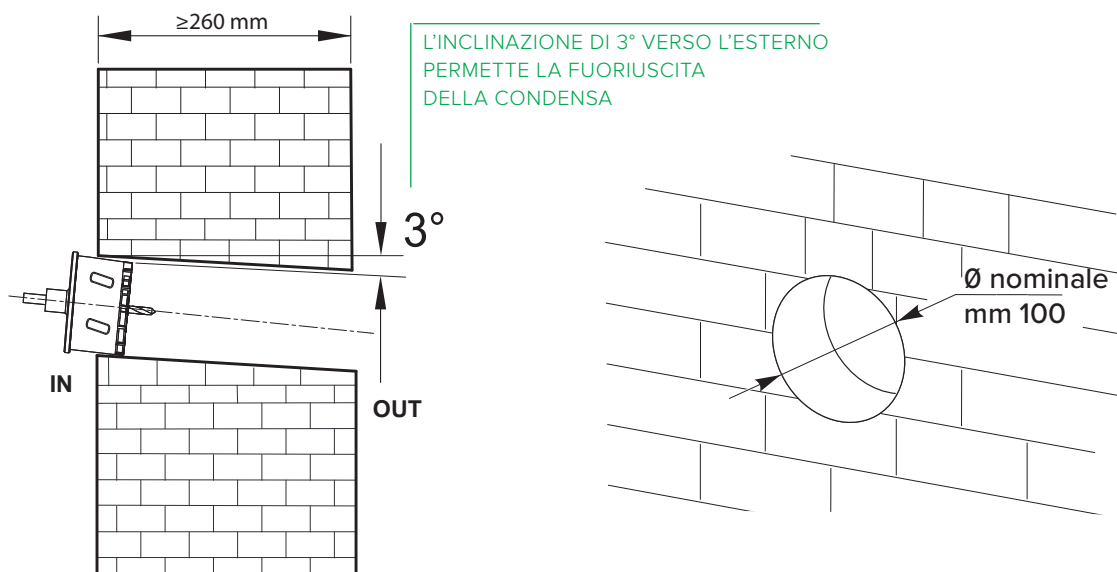 ≥260 mm
L'INCLINAZIONE DI 3° VERSO L'ESTERNO
PERMETTE LA FUORIUSCITA
DELLA CONDENSA
3°
IN
OUT
Ø nominale
mm 100